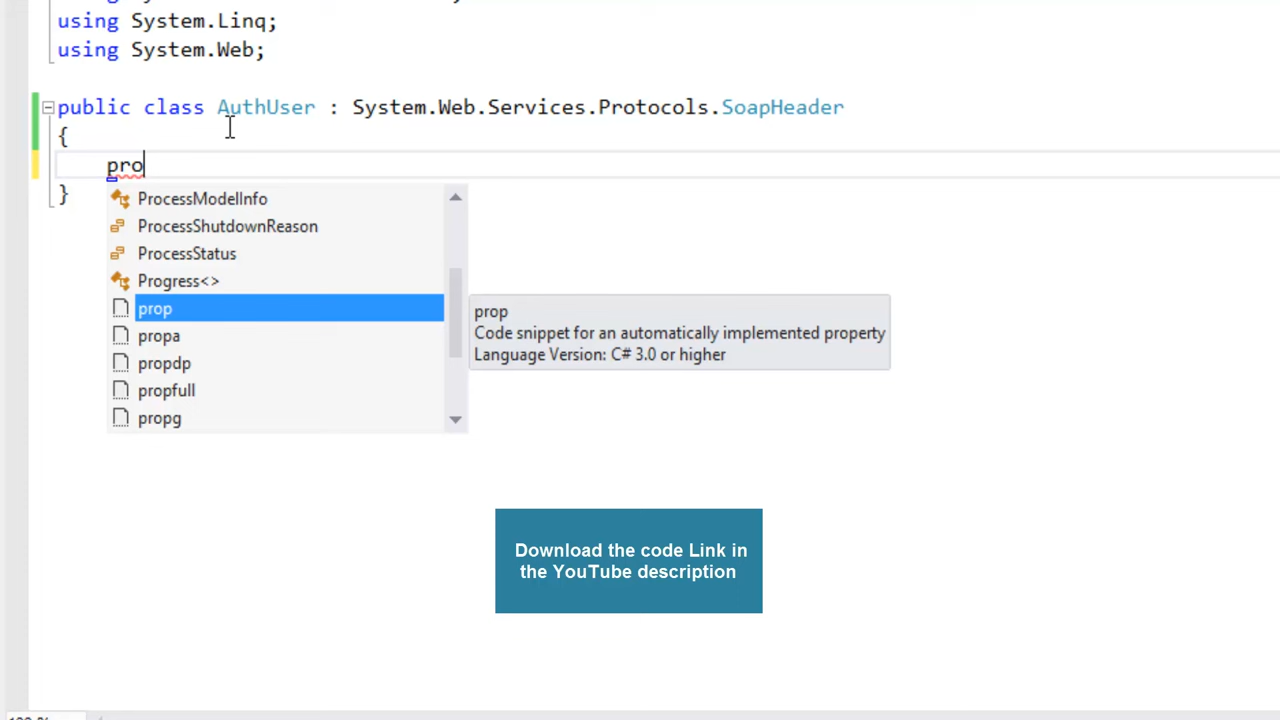 using System.Linq;
using System.Web;
public class AuthUser : System.Web.Services.Protocols.SoapHeader
{
pro
}
ProcessModelInfo
ProcessShutdownReason
ProcessStatus
Progress<>
prop
propa
propdp
propfull
propg
prop
Code snippet for an automatically implemented property
Language Version: C# 3.0 or higher
Download the code Link in
the YouTube description